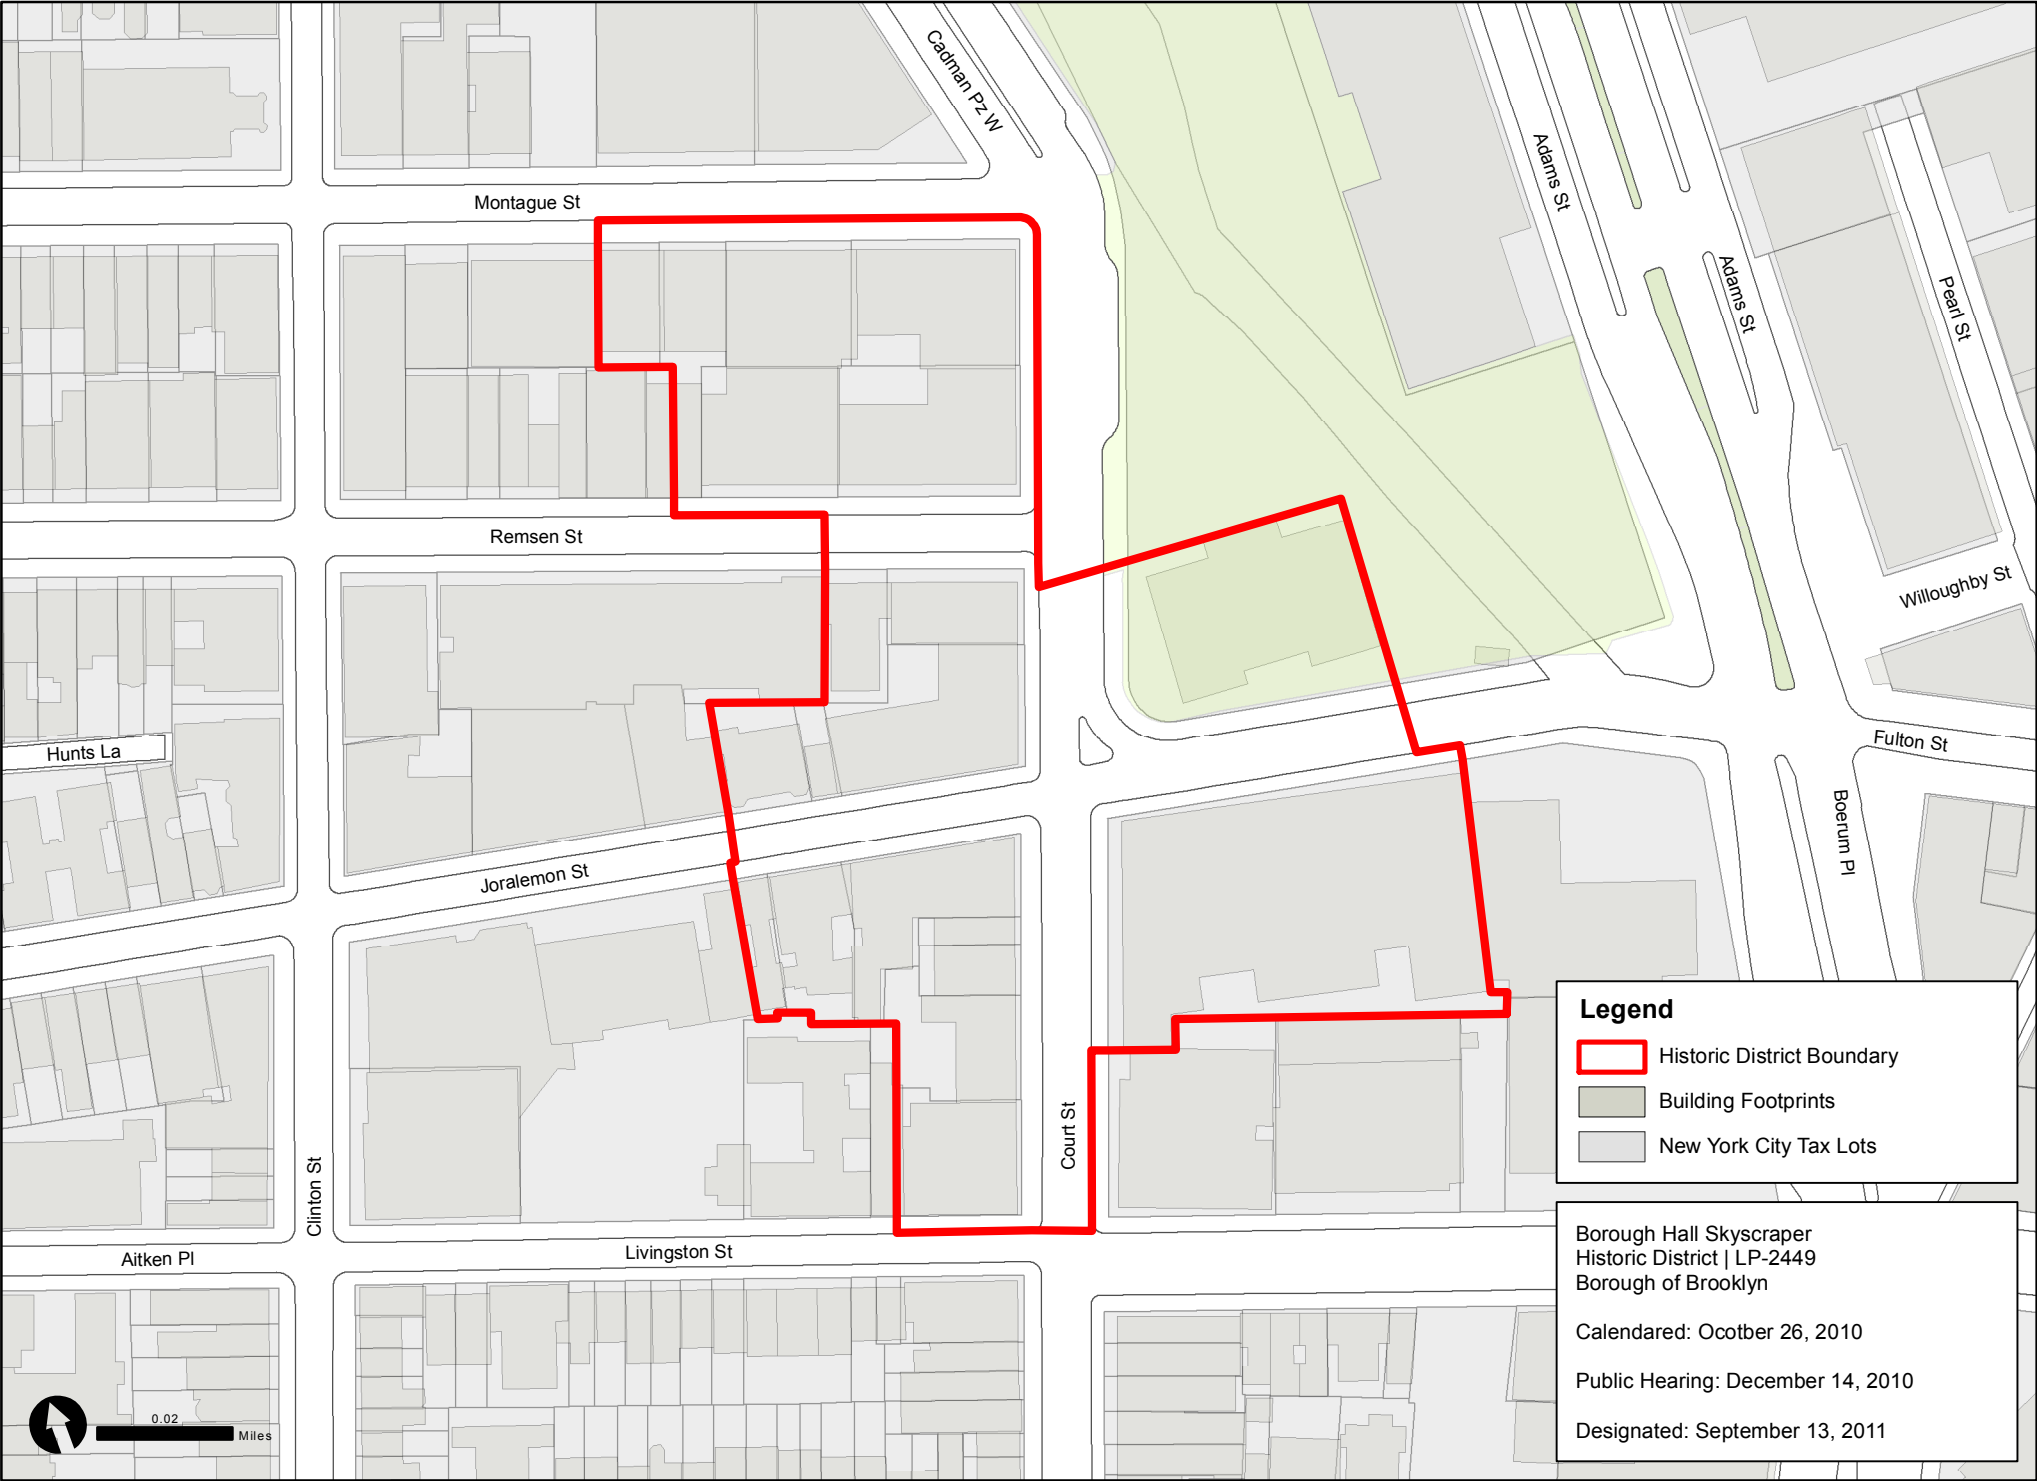 Cadman Pz W
Adams St
Montague St
Adams St
Pearl St
Remsen St
Willoughby St
Hunts La
Fulton St
Boerum Pl
Joralemon St
Legend
Historic District Boundary
Building Footprints
New York City Tax Lots
Court St
Clinton St
Aitken Pl
Livingston St
Borough Hall Skyscraper
Historic District | LP-2449
Borough of Brooklyn
Calendared: Ocotber 26, 2010
Public Hearing: December 14, 2010
Designated: September 13, 2011
0.02
Miles